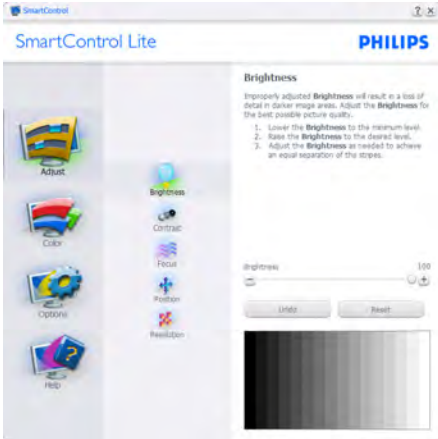 SmartControl
SmartControl Lite
PHILIPS
Brightness
Improperly adjusted Brightness will result in a loss of
detail in darker image areas. Adjust the Brightness for
the best possible picture quality.
1. Lower the Brightness to the minimum level.
2. Raise the Brightness to the desired level.
3. Adjust the Brightness as needed to achieve
an equal separation of the stripes.
Adjust
Color
Options
Help
Brightness
Contrast
Focus
Position
Resolution
Brightness 100
Undo Reset